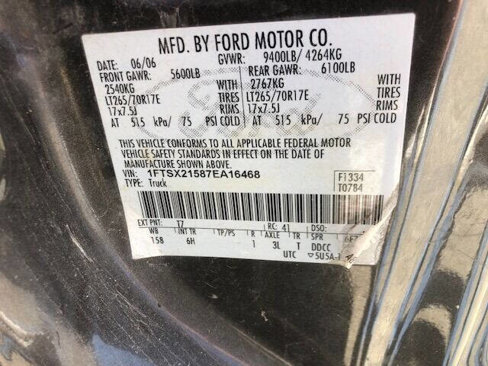 MFD. BY FORD MOTOR CO.
DATE: 06/06 GVWR: 9400LB/ 4264KG
FRONT GAWR: 5600LB REAR GAWR: 6100LB
2540KG WITH 2767KG WITH
LT265/70R17E TIRES LT265/70R17E TIRES
17x7.5J RIMS 17x7.5J RIMS
AT 515 kPa/ 75 PSI COLD AT 515 kPa/ 75 PSI COLD
THIS VEHICLE CONFORMS TO ALL APPLICABLE FEDERAL MOTOR
VEHICLE SAFETY STANDARDS IN EFFECT ON THE DATE OF
MANUFACTURE SHOWN ABOVE.
VIN: 1FTSX21587EA16468 F1334
TYPE: Truck T0784
EXT PNT: T7 RC: 41 DSO:
WB INT TR TP/PS R AXLE TR SPR
158 6H 1 3L T DDCC
UTC ▽5U5A-1